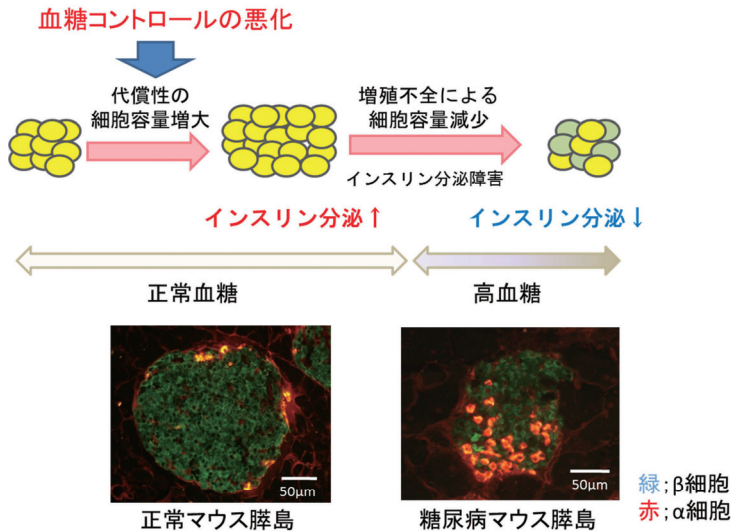 血糖コントロールの悪化
代償性の
細胞容量増大
増殖不全による
細胞容量減少
インスリン分泌障害
インスリン分泌↑
インスリン分泌↓
正常血糖
高血糖
50μm
50μm
正常マウス膵島
糖尿病マウス膵島
緑;β細胞
赤;α細胞